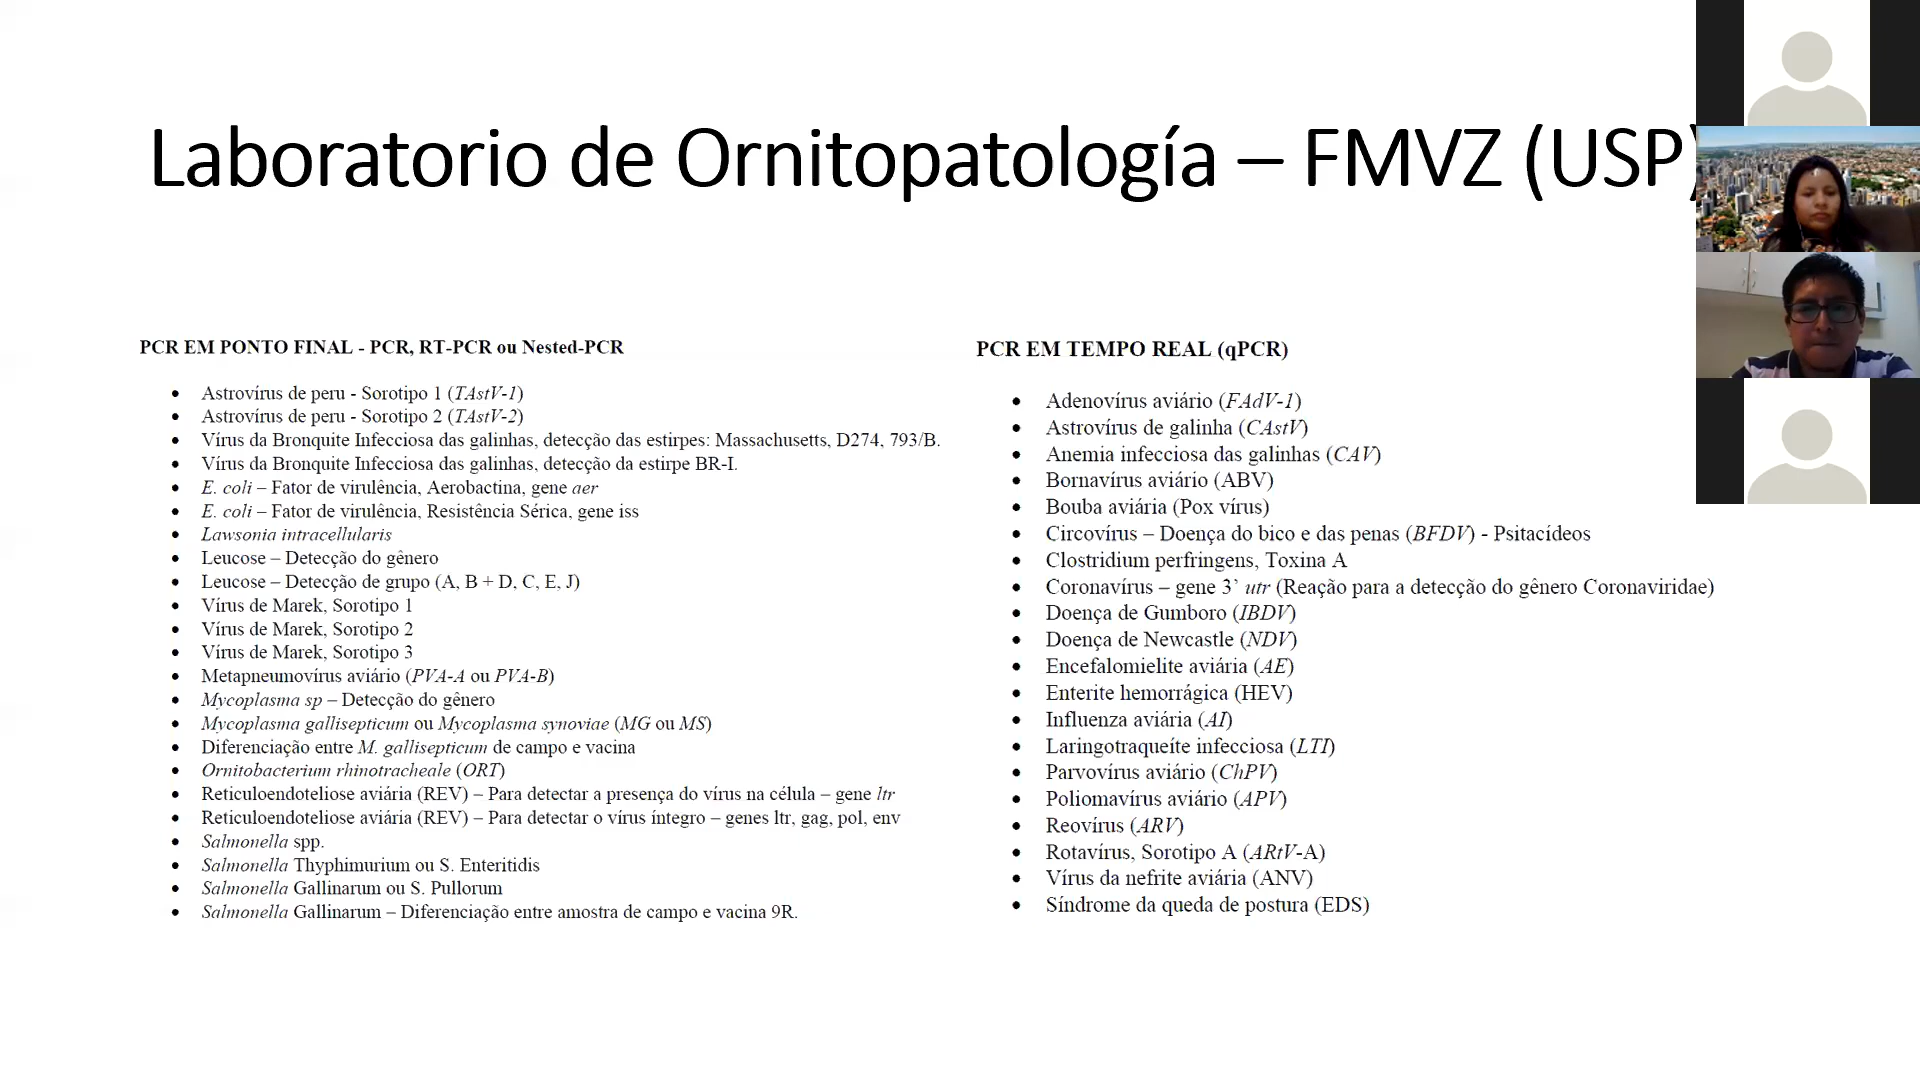 Laboratorio de Ornitopatología – FMVZ (USP)
PCR EM PONTO FINAL - PCR, RT-PCR ou Nested-PCR
• Astrovírus de peru - Sorotipo 1 (TAstV-1)
• Astrovírus de peru - Sorotipo 2 (TAstV-2)
• Vírus da Bronquite Infecciosa das galinhas, detecção das estirpes: Massachusetts, D274, 793/B.
• Vírus da Bronquite Infecciosa das galinhas, detecção da estirpe BR-I.
• E. coli – Fator de virulência, Aerobactina, gene aer
• E. coli – Fator de virulência, Resistência Sérica, gene iss
• Lawsonia intracellularis
• Leucose – Detecção do gênero
• Leucose – Detecção de grupo (A, B + D, C, E, J)
• Vírus de Marek, Sorotipo 1
• Vírus de Marek, Sorotipo 2
• Vírus de Marek, Sorotipo 3
• Metapneumovírus aviário (PVA-A ou PVA-B)
• Mycoplasma sp – Detecção do gênero
• Mycoplasma gallisepticum ou Mycoplasma synoviae (MG ou MS)
• Diferenciação entre M. gallisepticum de campo e vacina
• Ornitobacterium rhinotracheale (ORT)
• Reticuloendoteliose aviária (REV) – Para detectar a presença do vírus na célula – gene ltr
• Reticuloendoteliose aviária (REV) – Para detectar o vírus íntegro – genes ltr, gag, pol, env
• Salmonella spp.
• Salmonella Thyphimurium ou S. Enteritidis
• Salmonella Gallinarum ou S. Pullorum
• Salmonella Gallinarum – Diferenciação entre amostra de campo e vacina 9R.
PCR EM TEMPO REAL (qPCR)
• Adenovírus aviário (FAdV-1)
• Astrovírus de galinha (CAstV)
• Anemia infecciosa das galinhas (CAV)
• Bornavírus aviário (ABV)
• Bouba aviária (Pox vírus)
• Circovírus – Doença do bico e das penas (BFDV) - Psitacídeos
• Clostridium perfringens, Toxina A
• Coronavírus – gene 3’ utr (Reação para a detecção do gênero Coronaviridae)
• Doença de Gumboro (IBDV)
• Doença de Newcastle (NDV)
• Encefalomielite aviária (AE)
• Enterite hemorrágica (HEV)
• Influenza aviária (AI)
• Laringotraqueíte infecciosa (LTI)
• Parvovírus aviário (ChPV)
• Poliomavírus aviário (APV)
• Reovírus (ARV)
• Rotavírus, Sorotipo A (ARtV-A)
• Vírus da nefrite aviária (ANV)
• Síndrome da queda de postura (EDS)